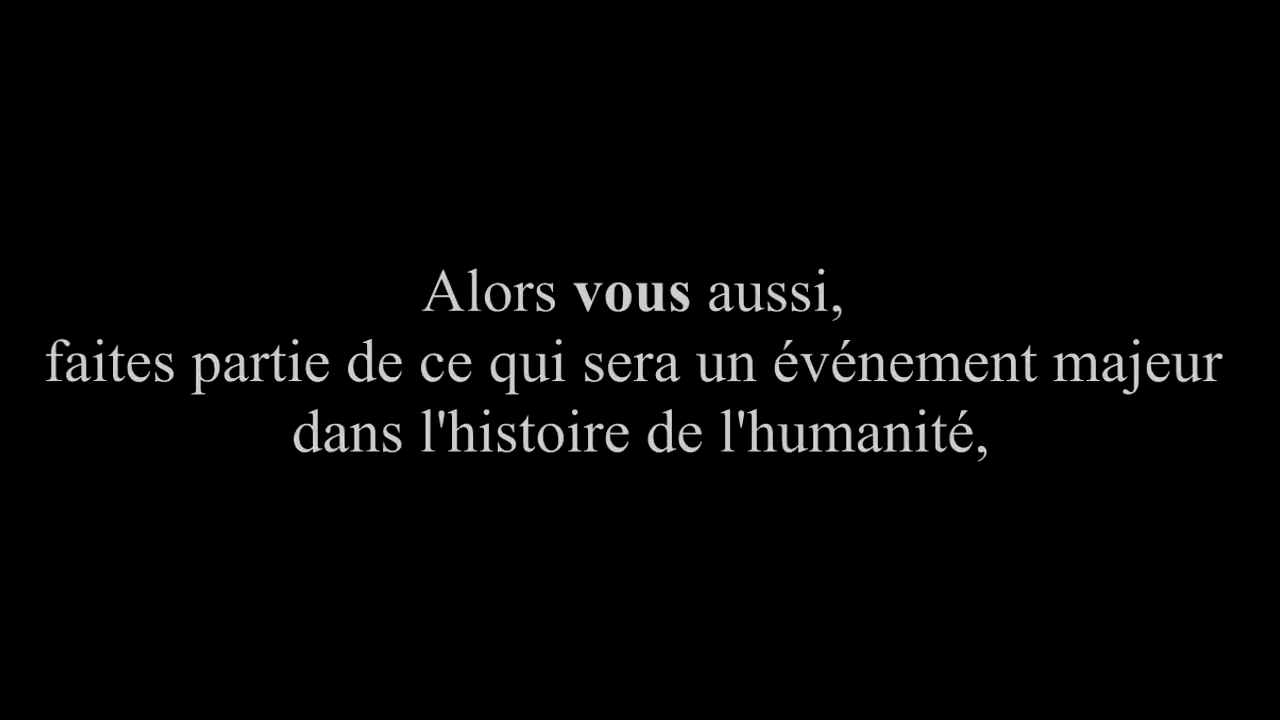 Alors vous aussi,
faites partie de ce qui sera un événement majeur
dans l'histoire de l'humanité,